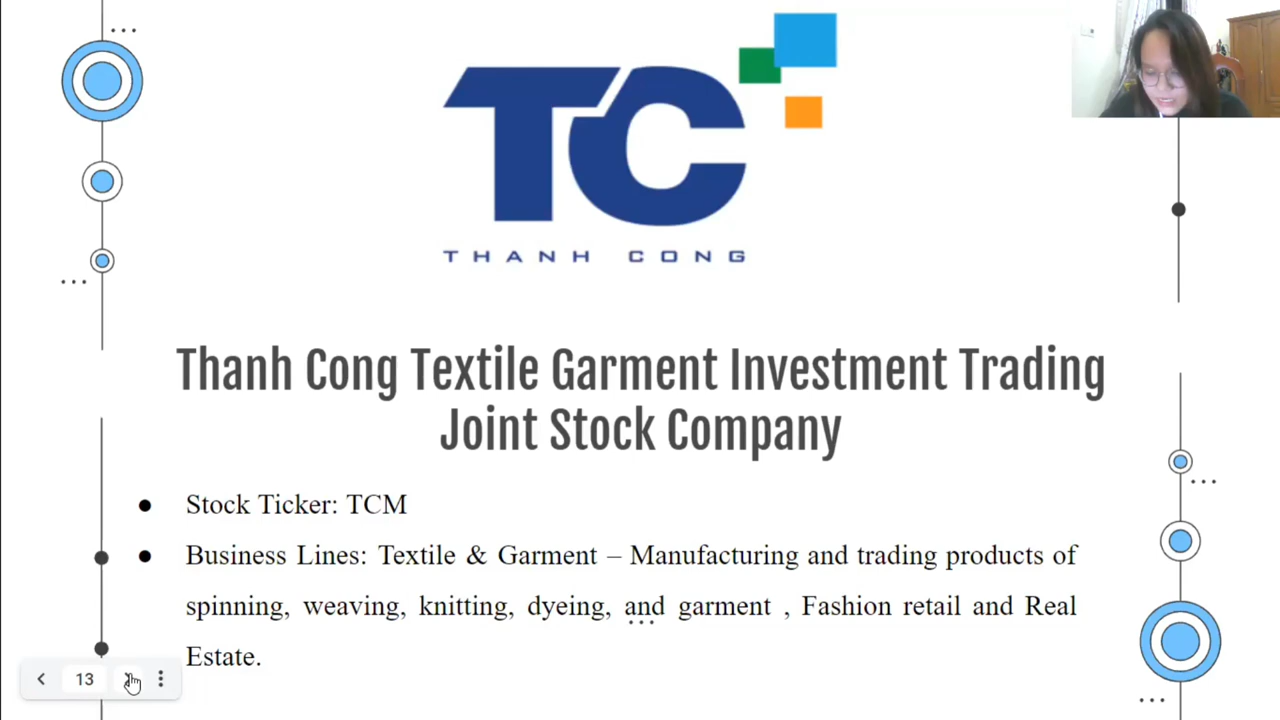 TC
THANH CONG
Thanh Cong Textile Garment Investment Trading
Joint Stock Company
● Stock Ticker: TCM
● Business Lines: Textile & Garment – Manufacturing and trading products of
spinning, weaving, knitting, dyeing, and garment , Fashion retail and Real
Estate.
13